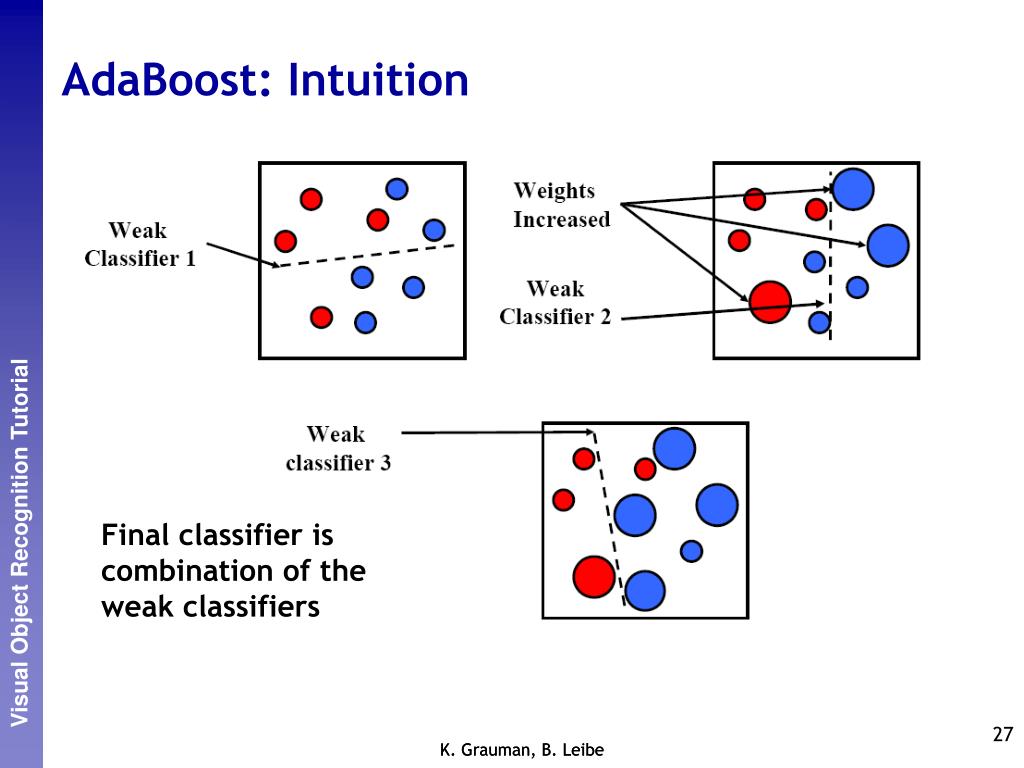 AdaBoost: Intuition
Weak
Classifier 1
Weights
Increased
Weak
Classifier 2
Weak
classifier 3
Final classifier is
combination of the
weak classifiers
Visual Object Recognition Tutorial
K. Grauman, B. Leibe
27